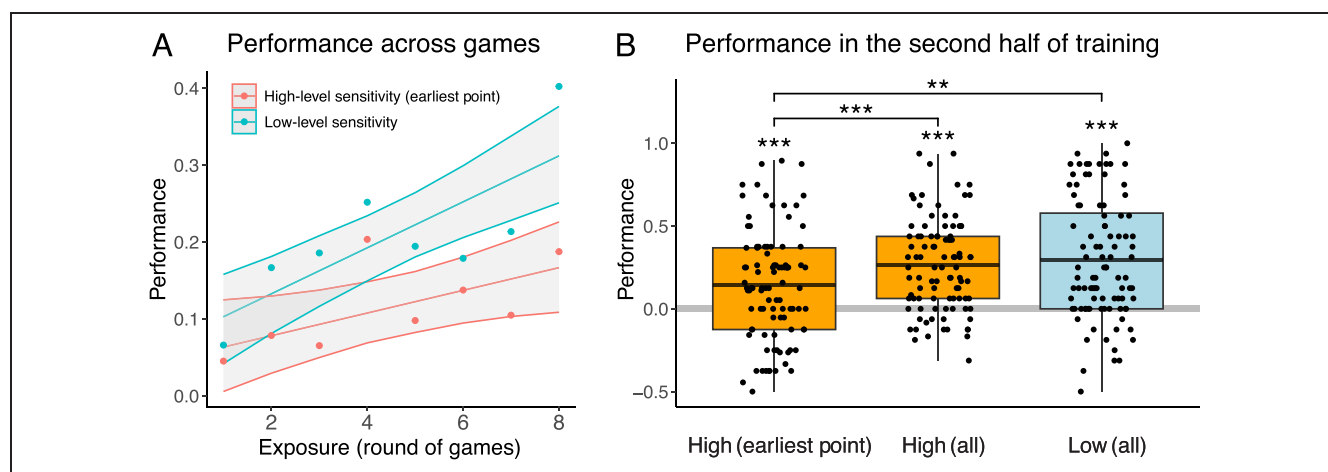 A Performance across games
0.4
0.3
0.2
0.1
0.0
Performance
High-level sensitivity (earliest point)
Low-level sensitivity
2 4 6 8
Exposure (round of games)
B Performance in the second half of training
**
***
*** *** ***
1.0
0.5
0.0
−0.5
Performance
High (earliest point) High (all) Low (all)